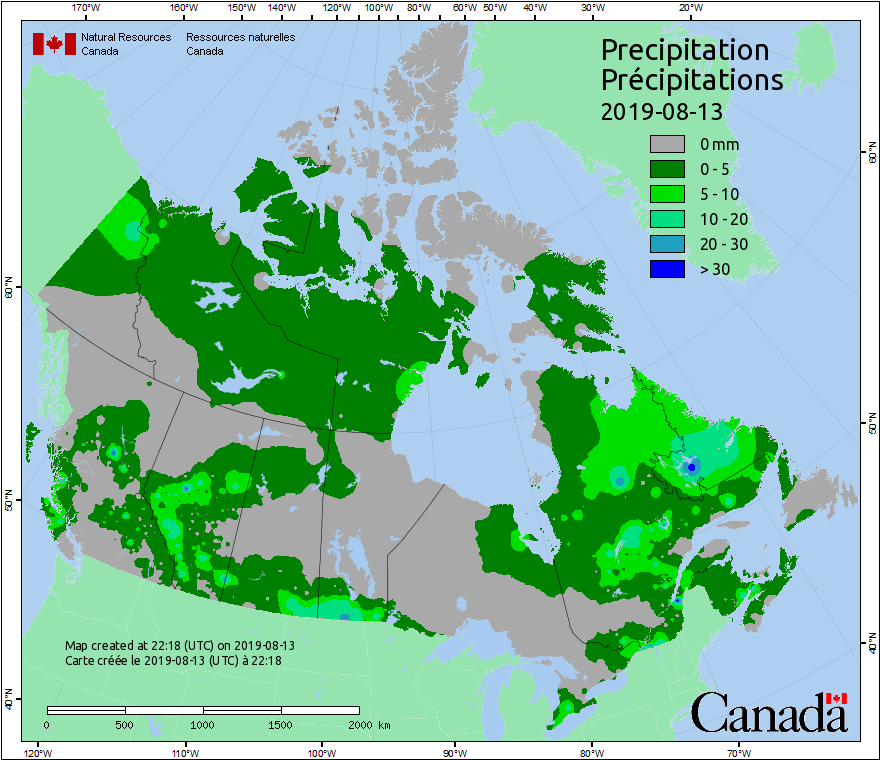 170°W 160°W 150°W 140°W 130°W 120°W 110°W 100°W 90°W 80°W 70°W 60°W 50°W 40°W 30°W 20°W
Natural Resources Ressources naturelles
Canada Canada
Precipitation
Précipitations
2019-08-13
0 mm
0 - 5
5 - 10
10 - 20
20 - 30
> 30
60°N
60°N
50°N
50°N
40°N
40°N
Map created at 22:18 (UTC) on 2019-08-13
Carte créée le 2019-08-13 (UTC) à 22:18
0 500 1000 1500 2000 km
Canada
120°W 110°W 100°W 90°W 80°W 70°W